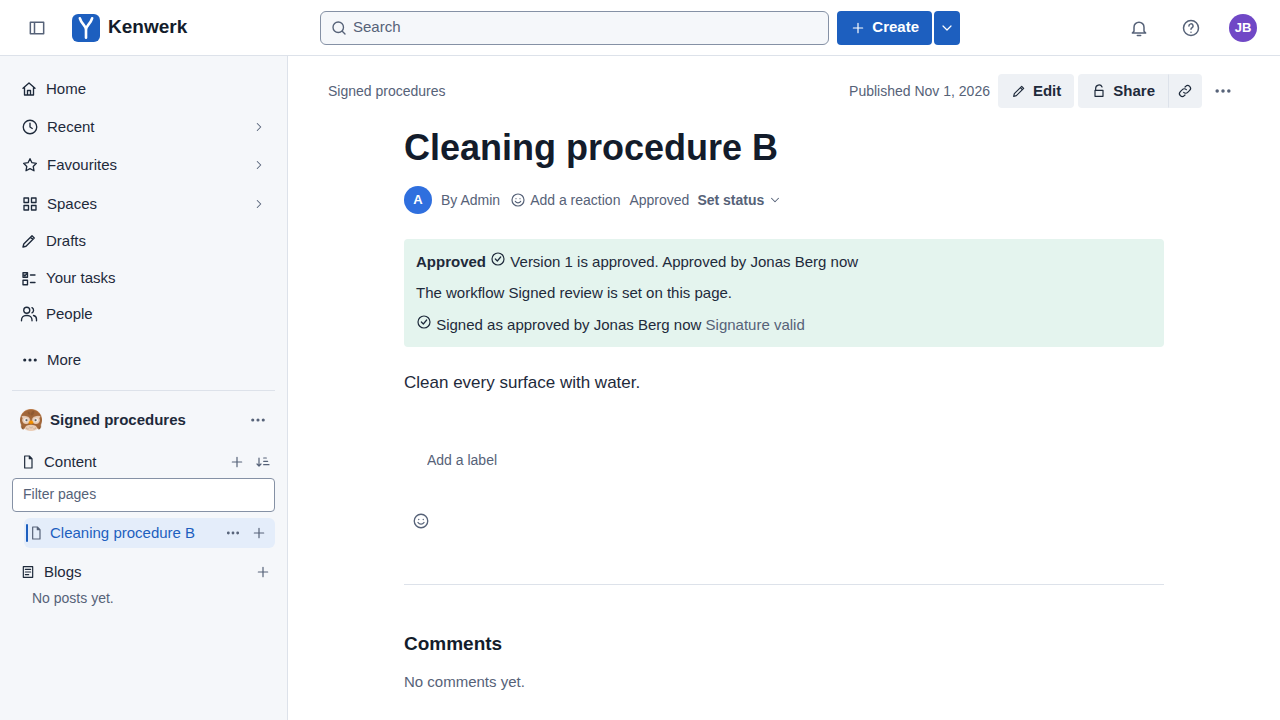 Kenwerk
Search
Create
JB
Home
Recent
Favourites
Spaces
Drafts
Your tasks
People
More
Signed procedures
Content
Filter pages
Cleaning procedure B
Blogs
No posts yet.
Signed procedures
Published Nov 1, 2026
Edit
Share
Cleaning procedure B
A By Admin Add a reaction Approved Set status
Approved Version 1 is approved. Approved by Jonas Berg now
The workflow Signed review is set on this page.
Signed as approved by Jonas Berg now Signature valid
Clean every surface with water.
Add a label
Comments
No comments yet.